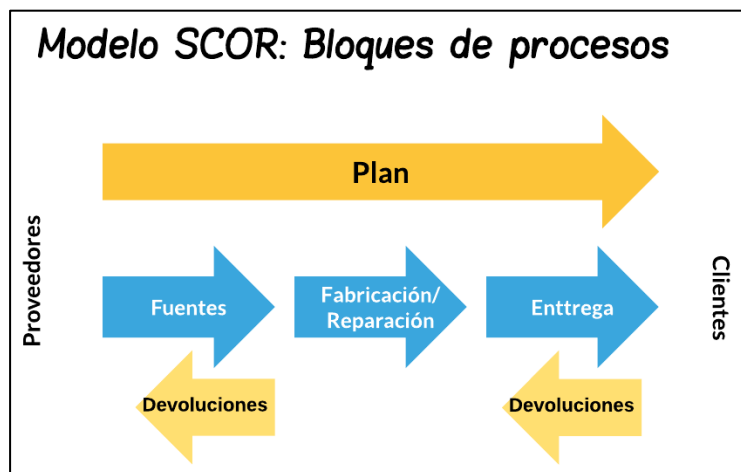 Modelo SCOR: Bloques de procesos
Plan
Proveedores
Fuentes
Fabricación/
Reparación
Enttrega
Clientes
Devoluciones
Devoluciones